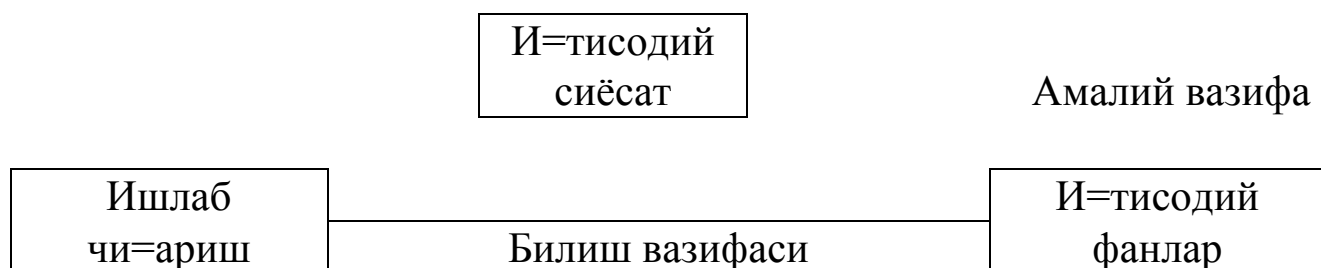 И=тисодий
сиёсат
Амалий вазифа
Ишлаб
чи=ариш
Билиш вазифаси
И=тисодий
фанлар